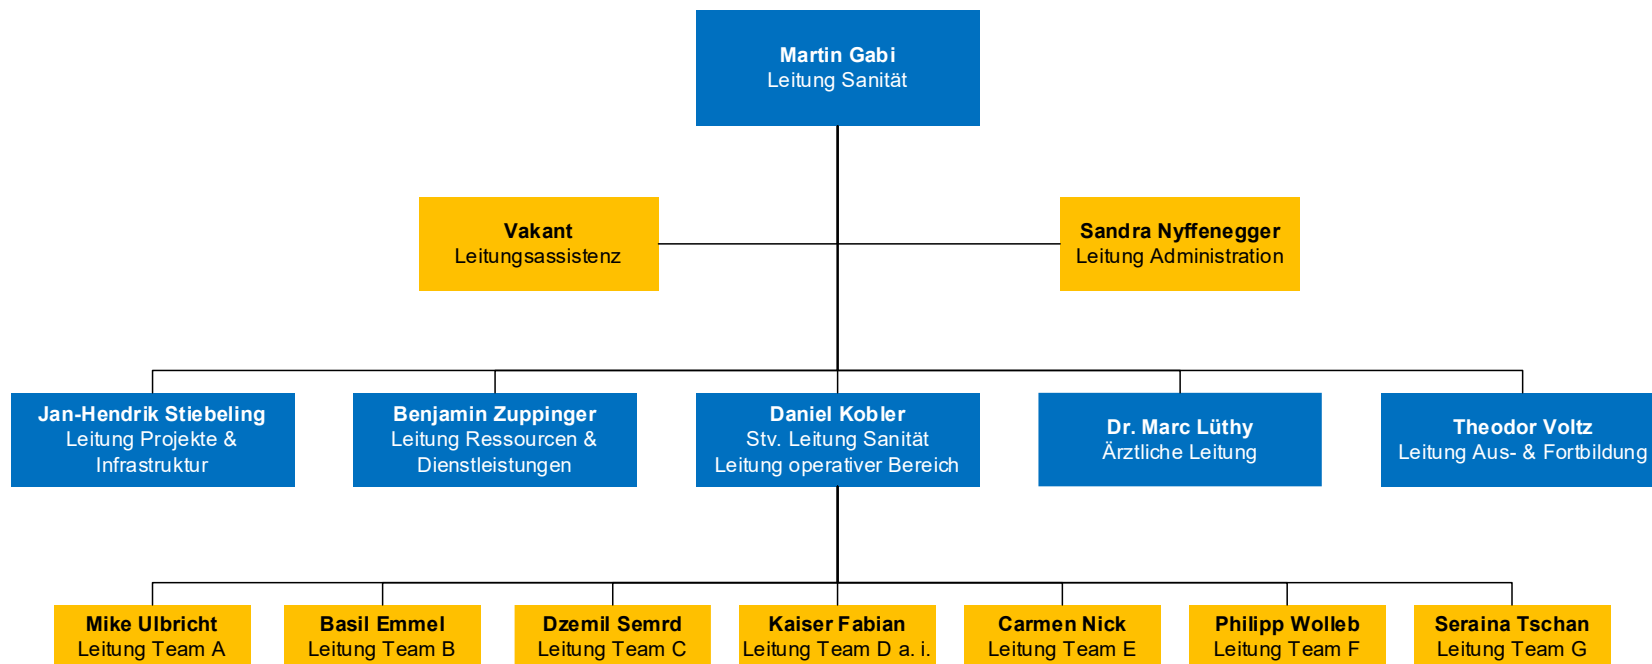 Martin Gabi
Leitung Sanität
Vakant
Leitungsassistenz
Sandra Nyffenegger
Leitung Administration
Jan-Hendrik Stiebeling
Leitung Projekte &
Infrastruktur
Benjamin Zuppinger
Leitung Ressourcen &
Dienstleistungen
Daniel Kobler
Stv. Leitung Sanität
Leitung operativer Bereich
Dr. Marc Lüthy
Ärztliche Leitung
Theodor Voltz
Leitung Aus- & Fortbildung
Mike Ulbricht
Leitung Team A
Basil Emmel
Leitung Team B
Dzemil Semrd
Leitung Team C
Kaiser Fabian
Leitung Team D a. i.
Carmen Nick
Leitung Team E
Philipp Wolleb
Leitung Team F
Seraina Tschan
Leitung Team G